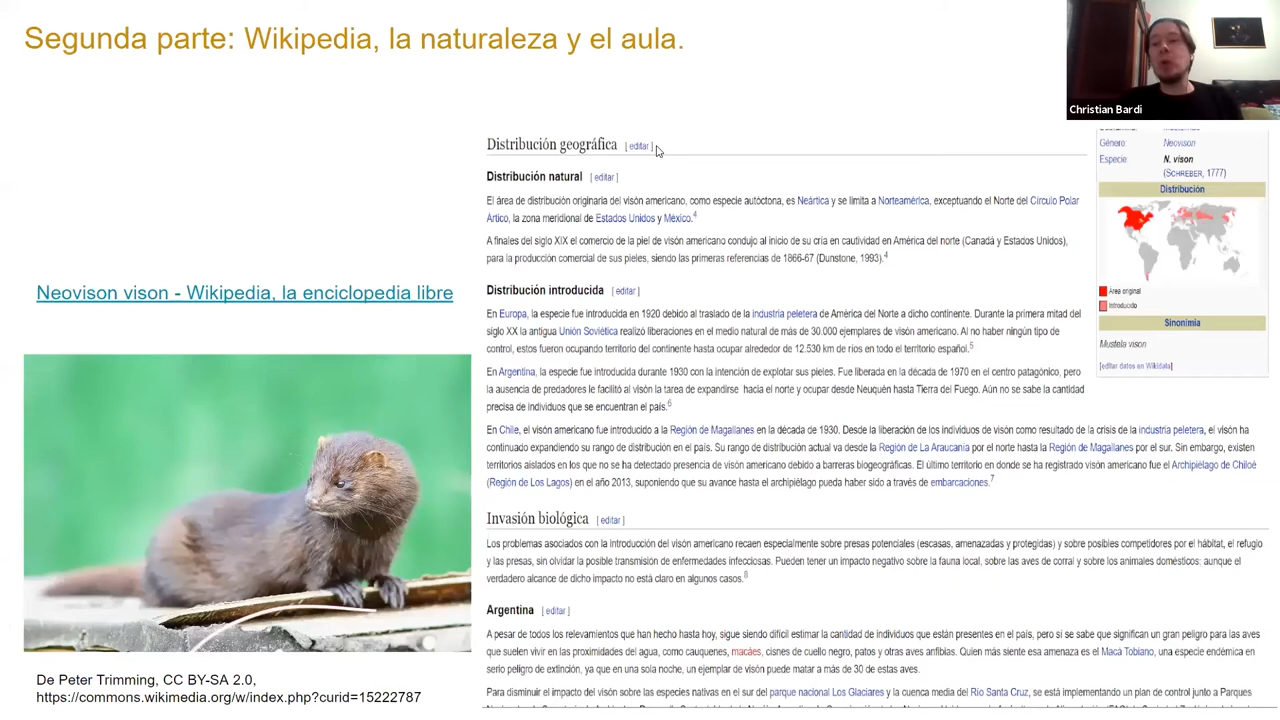 Segunda parte: Wikipedia, la naturaleza y el aula.
Christian Bardi
Neovison vison - Wikipedia, la enciclopedia libre
De Peter Trimming, CC BY-SA 2.0,
https://commons.wikimedia.org/w/index.php?curid=15222787
Distribución geográfica [ editar ]
Distribución natural [ editar ]
El área de distribución originaria del visón americano, como especie autóctona, es Neártica y se limita a Norteamérica, exceptuando el Norte del Círculo Polar
Ártico, la zona meridional de Estados Unidos y México.4
A finales del siglo XIX el comercio de la piel de visón americano condujo al inicio de su cría en cautividad en América del norte (Canadá y Estados Unidos),
para la producción comercial de sus pieles, siendo las primeras referencias de 1866-67 (Dunstone, 1993).4
Distribución introducida [ editar ]
En Europa, la especie fue introducida en 1920 debido al traslado de la industria peletera de América del Norte a dicho continente. Durante la primera mitad del
siglo XX la antigua Unión Soviética realizó liberaciones en el medio natural de más de 30.000 ejemplares de visón americano. Al no haber ningún tipo de
control, estos fueron ocupando territorio del continente hasta ocupar alrededor de 12.530 km de ríos en todo el territorio español.5
En Argentina, la especie fue introducida durante 1930 con la intención de explotar sus pieles. Fue liberada en la década de 1970 en el centro patagónico, pero
la ausencia de predadores le facilitó al visón la tarea de expandirse hacia el norte y ocupar desde Neuquén hasta Tierra del Fuego. Aún no se sabe la cantidad
precisa de individuos que se encuentran el país.6
En Chile, el visón americano fue introducido a la Región de Magallanes en la década de 1930. Desde la liberación de los individuos de visón como resultado de la crisis de la industria peletera, el visón ha
continuado expandiendo su rango de distribución en el país. Su rango de distribución actual va desde la Región de La Araucanía por el norte hasta la Región de Magallanes por el sur. Sin embargo, existen
territorios aislados en los que no se ha detectado presencia de visón americano debido a barreras biogeográficas. El último territorio en donde se ha registrado visón americano fue el Archipiélago de Chiloé
(Región de Los Lagos) en el año 2013, suponiendo que su avance hasta el archipiélago pueda haber sido a través de embarcaciones.7
Invasión biológica [ editar ]
Los problemas asociados con la introducción del visón americano recaen especialmente sobre presas potenciales (escasas, amenazadas y protegidas) y sobre posibles competidores por el hábitat, el refugio
y las presas, sin olvidar la posible transmisión de enfermedades infecciosas. Pueden tener un impacto negativo sobre la fauna local, sobre las aves de corral y sobre los animales domésticos; aunque el
verdadero alcance de dicho impacto no está claro en algunos casos.8
Argentina [ editar ]
A pesar de todos los relevamientos que han hecho hasta hoy, sigue siendo difícil estimar la cantidad de individuos que están presentes en el país, pero sí se sabe que significan un gran peligro para las aves
que suelen vivir en las proximidades del agua, como cauquenes, macáes, cisnes de cuello negro, patos y otras aves anfibias. Quien más siente esa amenaza es el Macá Tobiano, una especie endémica en
serio peligro de extinción, ya que en una sola noche, un ejemplar de visón puede matar a más de 30 de estas aves.
Para disminuir el impacto del visón sobre las especies nativas en el sur del parque nacional Los Glaciares y la cuenca media del Río Santa Cruz, se está implementando un plan de control junto a Parques
Género: Neovison
Especie: N. vison
(SCHREBER, 1777)
Distribución
Área original
Introducido
Sinonimia
Mustela vison
[editar datos en Wikidata]